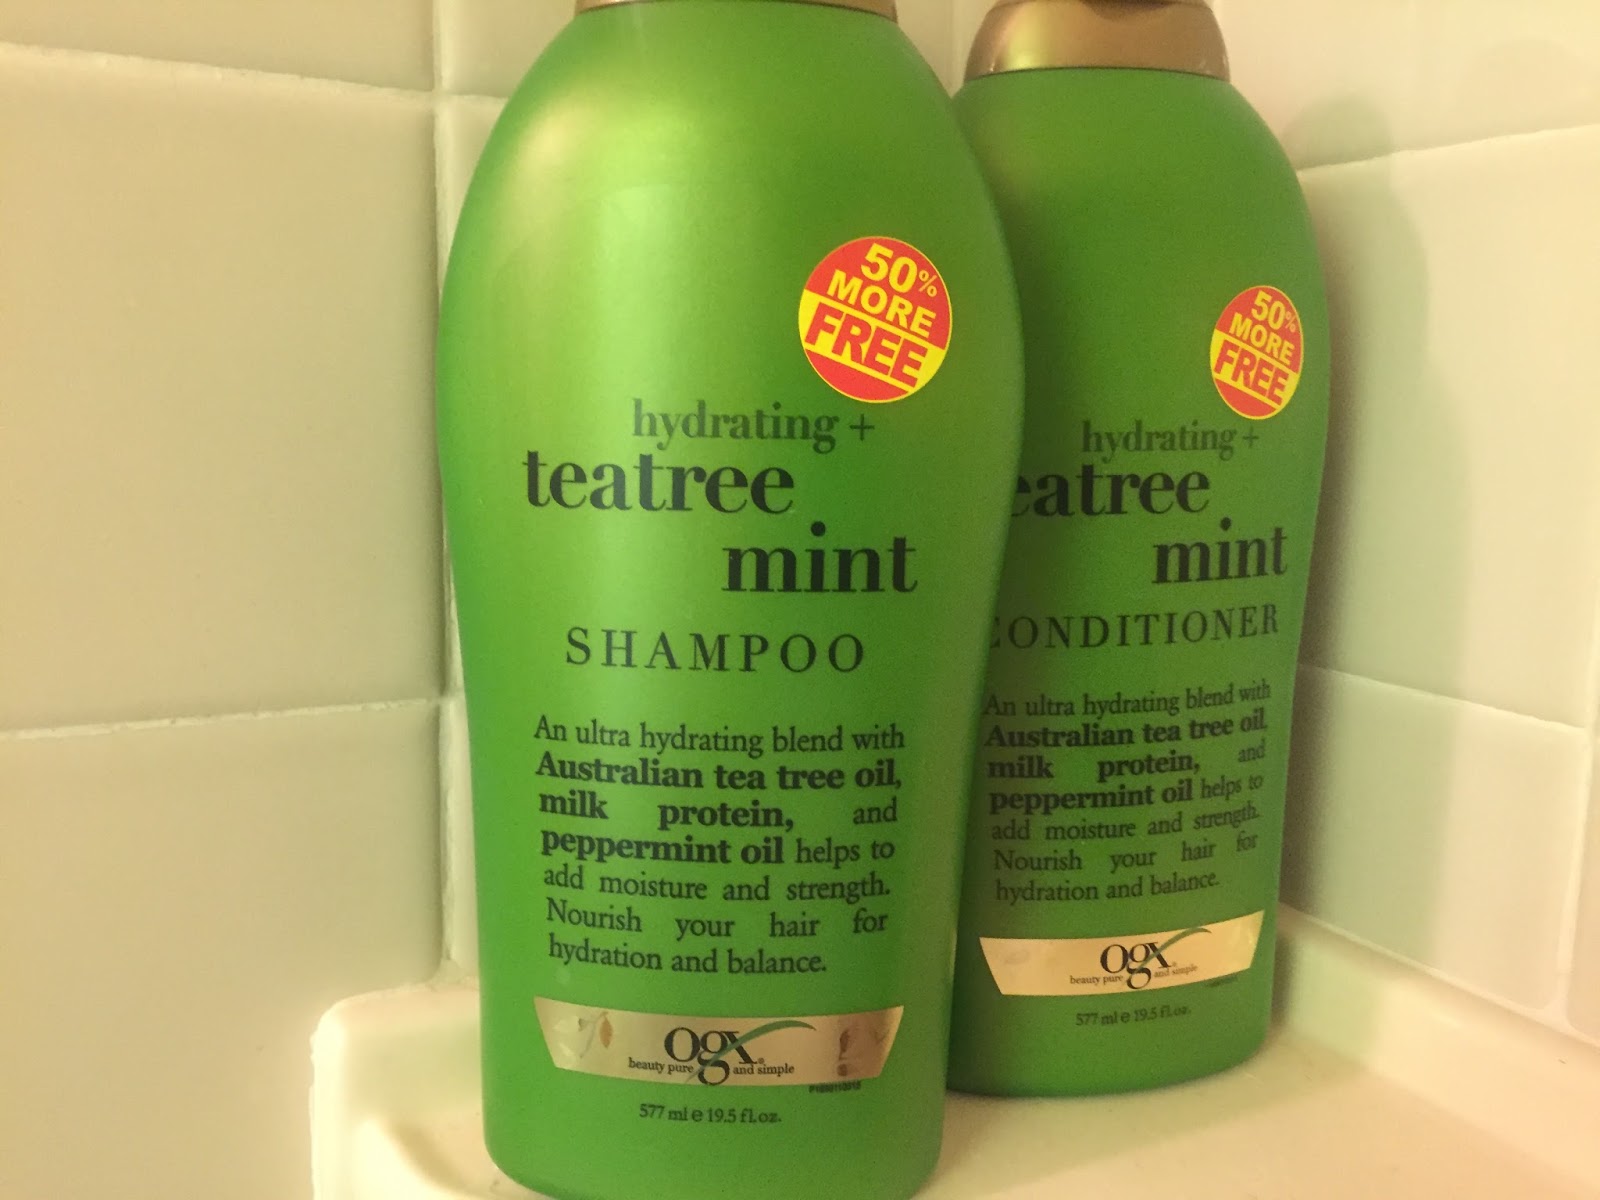 50%
MORE
FREE
hydrating +
teatree
mint
SHAMPOO
An ultra hydrating blend with
Australian tea tree oil,
milk protein, and
peppermint oil helps to
add moisture and strength.
Nourish your hair for
hydration and balance.
ogx®
beauty pure and simple
577 ml e 19.5 fl.oz.
50%
MORE
FREE
hydrating +
eatree
mint
CONDITIONER
An ultra hydrating blend with
Australian tea tree oil,
milk protein, and
peppermint oil helps to
add moisture and strength.
Nourish your hair for
hydration and balance.
ogx®
beauty pure and simple
577 ml e 19.5 fl.oz.